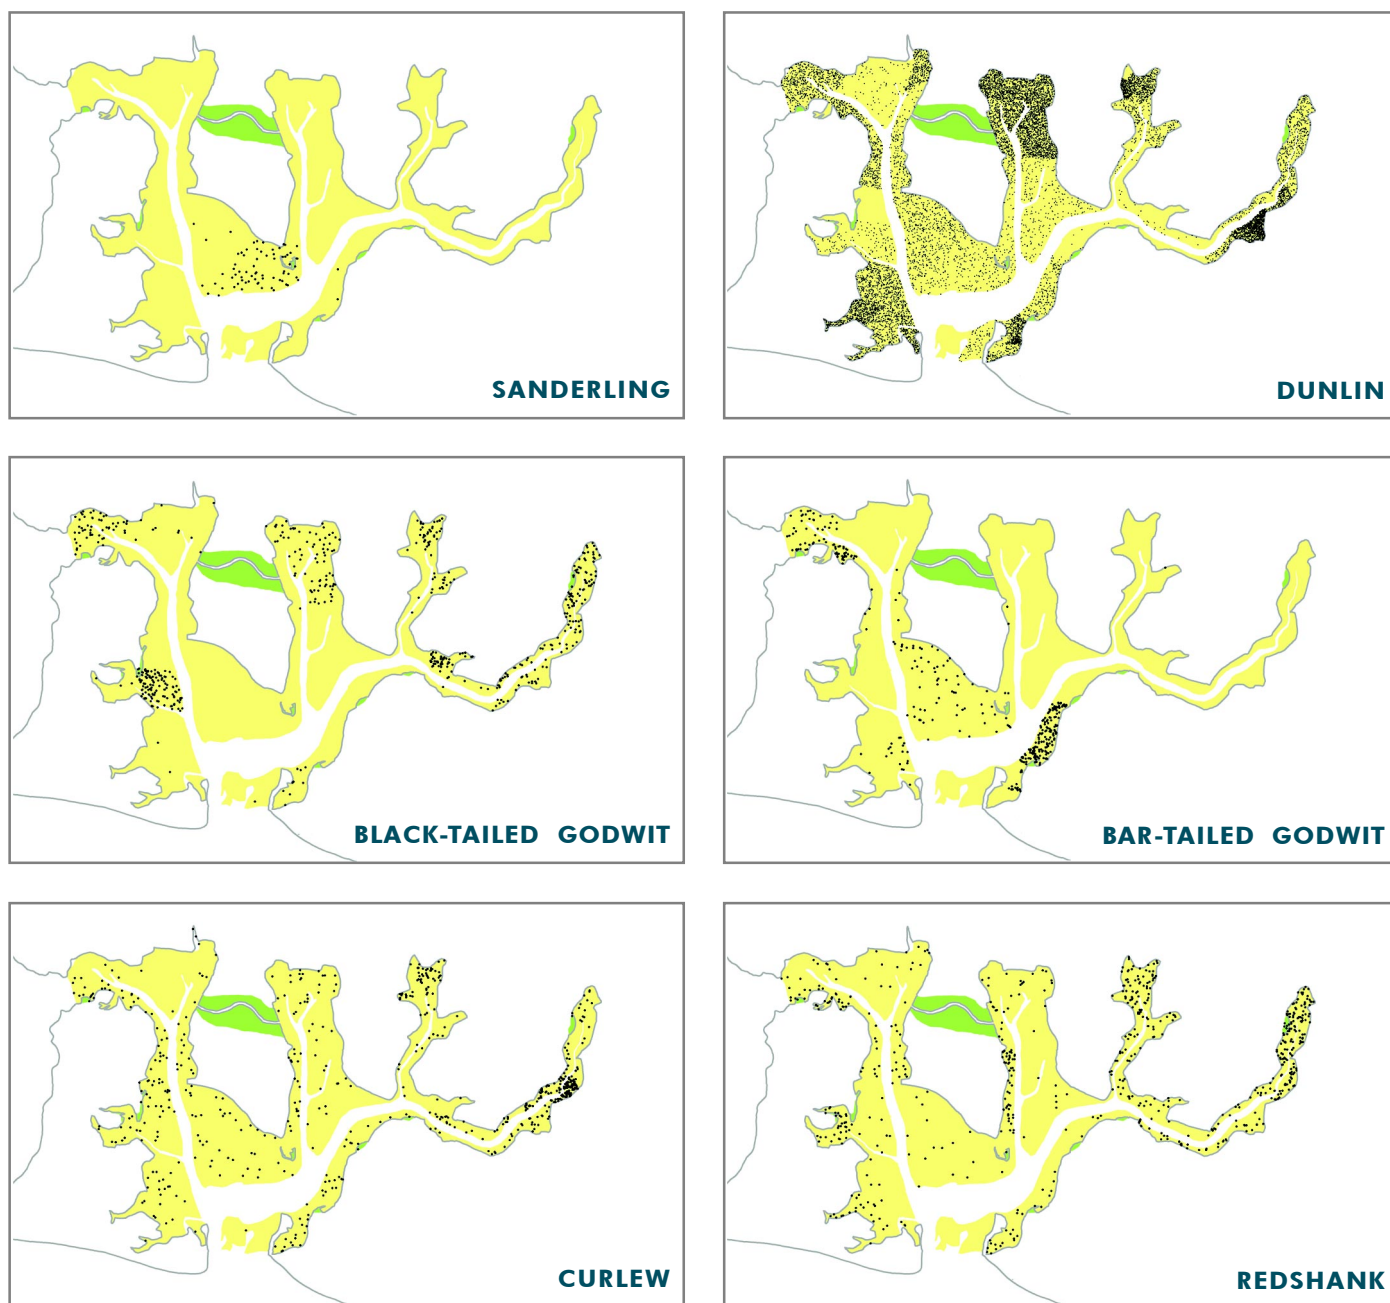 SANDERLING
DUNLIN
BLACK-TAILED GODWIT
BAR-TAILED GODWIT
CURLEW
REDSHANK